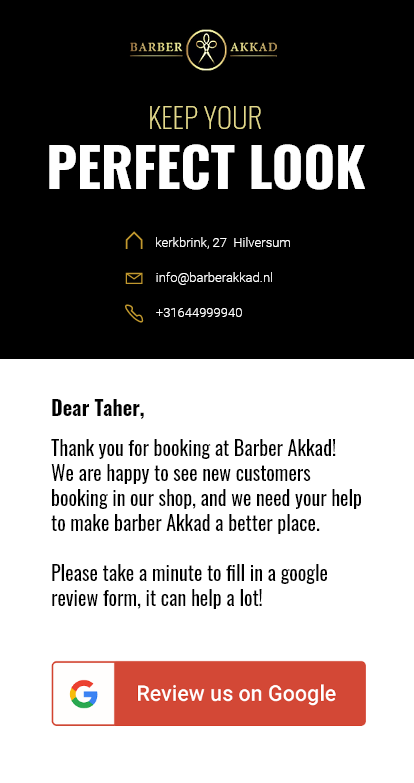 BARBER AKKAD
KEEP YOUR
PERFECT LOOK
kerkbrink, 27 Hilversum
info@barberakkad.nl
+31644999940
Dear Taher,
Thank you for booking at Barber Akkad!
We are happy to see new customers
booking in our shop, and we need your help
to make barber Akkad a better place.
Please take a minute to fill in a google
review form, it can help a lot!
G Review us on Google